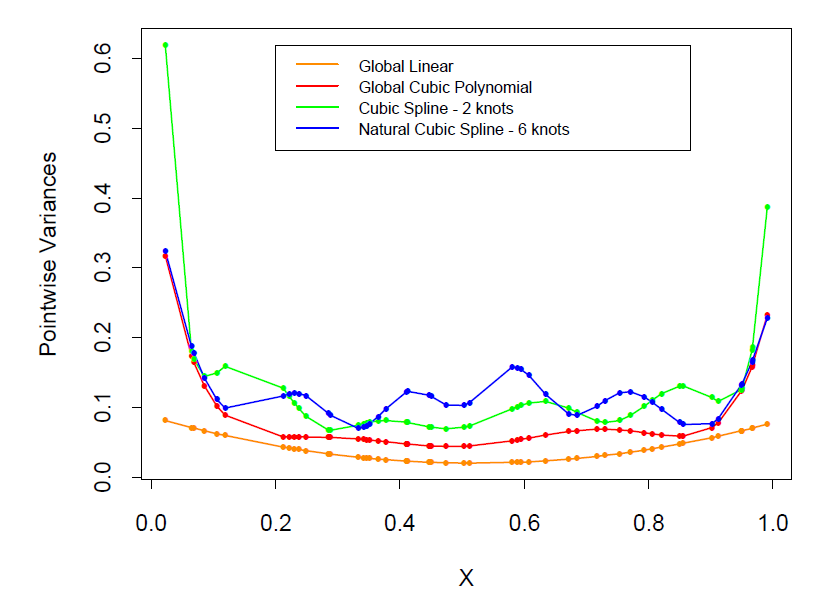 Global Linear
Global Cubic Polynomial
Cubic Spline - 2 knots
Natural Cubic Spline - 6 knots
Pointwise Variances
0.6
0.5
0.4
0.3
0.2
0.1
0.0
0.0 0.2 0.4 0.6 0.8 1.0
X